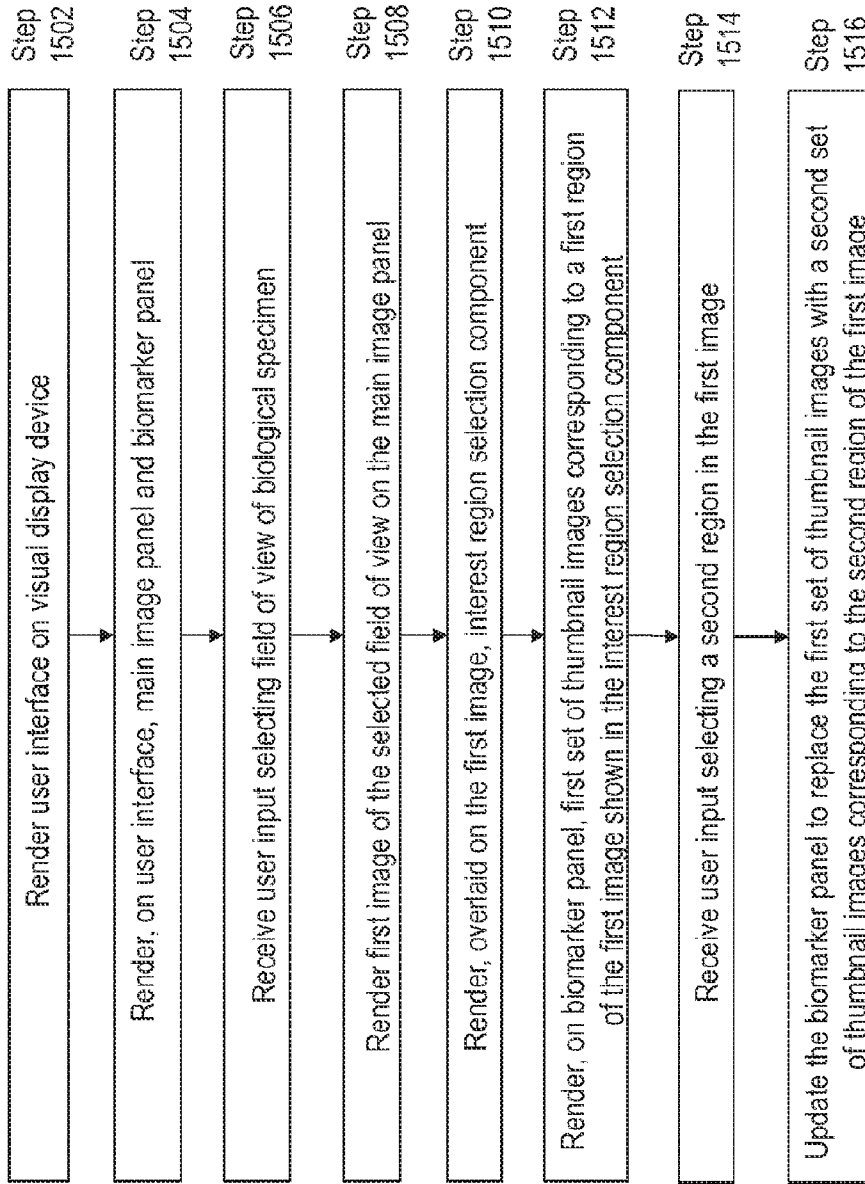 Render user interface on visual display device
Step
1502
Render, on user interface, main image panel and biomarker panel
Step
1504
Receive user input selecting field of view of biological specimen
Step
1506
Render first image of the selected field of view on the main image panel
Step
1508
Render, overlaid on the first image, interest region selection component
Step
1510
Render, on biomarker panel, first set of thumbnail images corresponding to a first region
of the first image shown in the interest region selection component
Step
1512
Receive user input selecting a second region in the first image
Step
1514
Update the biomarker panel to replace the first set of thumbnail images with a second set
of thumbnail images corresponding to the second region of the first image
Step
1516